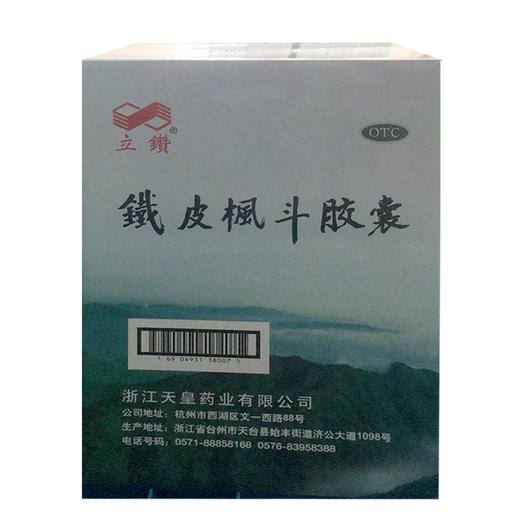 立鑽®
OTC
鐵皮楓斗胶囊
1 6 904931 38007 5
浙江天皇药业有限公司
公司地址：杭州市西湖区文一西路88号
生产地址：浙江省台州市天台县始丰街道济公大道1098号
电话号码：0571-88858168 0576-83958388